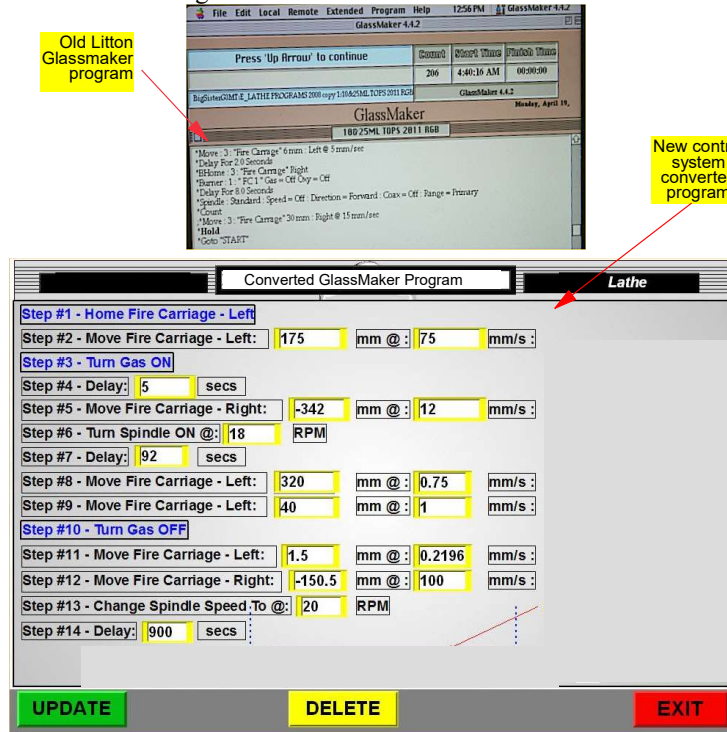 File Edit Local Remote Extended Program Help 12:56 PM GlassMaker 4.4.2
GlassMaker 4.4.2
Old Litton
Glassmaker
program
Press 'Up Arrow' to continue
Count Start Time Finish Time
206 4:40:16 AM 00:00:00
GlassMaker 4.4.2
Monday, April 19,
GlassMaker
18@25ML TOPS 2011 RGB
*Move : 3 : "Fire Carrage" 6 mm : Left @ 5 mm/sec
*Delay For 2.0 Seconds
*BHome : 3 : "Fire Carrage" Right
*Burner : 1 : " FC 1 " Gas = Off Oxy = Off
*Delay For 8.0 Seconds
*Spindle : Standard : Speed = Off : Direction = Forward : Coax = Off : Range = Primary
*Count
;*Move : 3 : "Fire Carrage" 30 mm : Right @ 15 mm/sec
*Hold
*Goto "START"
New contr
system
converte
program
Converted GlassMaker Program
Lathe
Step #1 - Home Fire Carriage - Left
Step #2 - Move Fire Carriage - Left: 175 mm @ : 75 mm/s :
Step #3 - Turn Gas ON
Step #4 - Delay: 5 secs
Step #5 - Move Fire Carriage - Right: -342 mm @ : 12 mm/s :
Step #6 - Turn Spindle ON @: 18 RPM
Step #7 - Delay: 92 secs
Step #8 - Move Fire Carriage - Left: 320 mm @ : 0.75 mm/s :
Step #9 - Move Fire Carriage - Left: 40 mm @ : 1 mm/s :
Step #10 - Turn Gas OFF
Step #11 - Move Fire Carriage - Left: 1.5 mm @ : 0.2196 mm/s :
Step #12 - Move Fire Carriage - Right: -150.5 mm @ : 100 mm/s :
Step #13 - Change Spindle Speed To @: 20 RPM
Step #14 - Delay: 900 secs
UPDATE DELETE EXIT